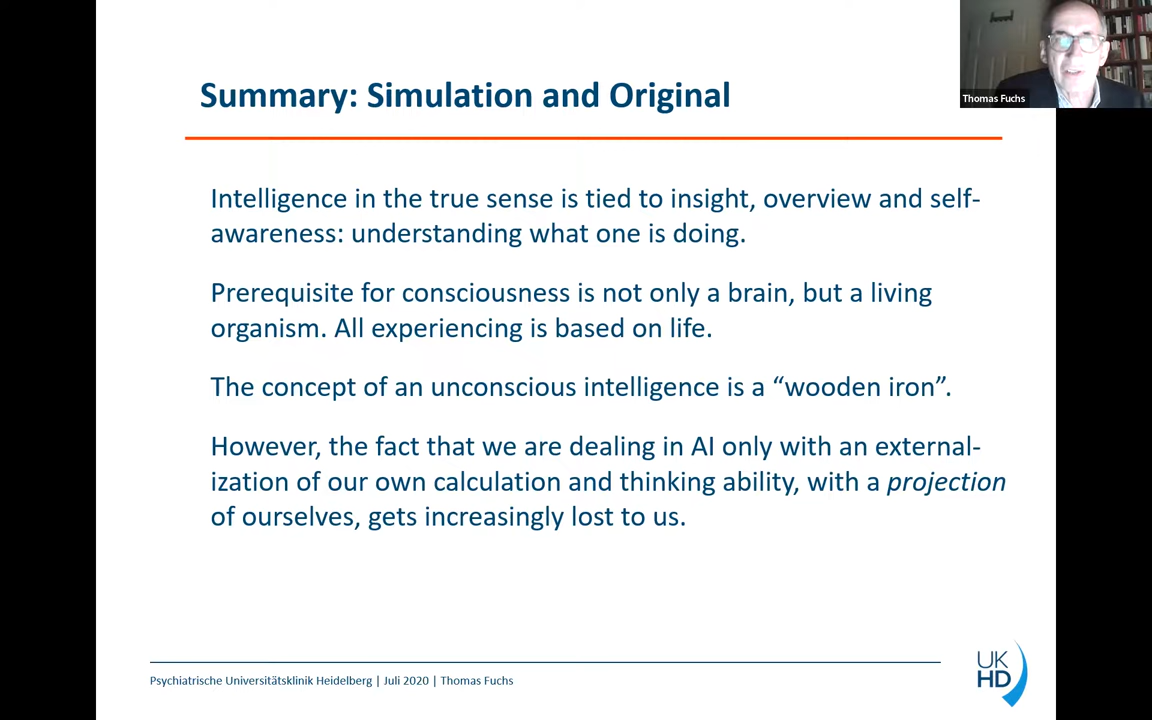 Thomas Fuchs
Summary: Simulation and Original
Intelligence in the true sense is tied to insight, overview and self-
awareness: understanding what one is doing.
Prerequisite for consciousness is not only a brain, but a living
organism. All experiencing is based on life.
The concept of an unconscious intelligence is a “wooden iron”.
However, the fact that we are dealing in AI only with an external-
ization of our own calculation and thinking ability, with a projection
of ourselves, gets increasingly lost to us.
Psychiatrische Universitätsklinik Heidelberg | Juli 2020 | Thomas Fuchs
UK
HD